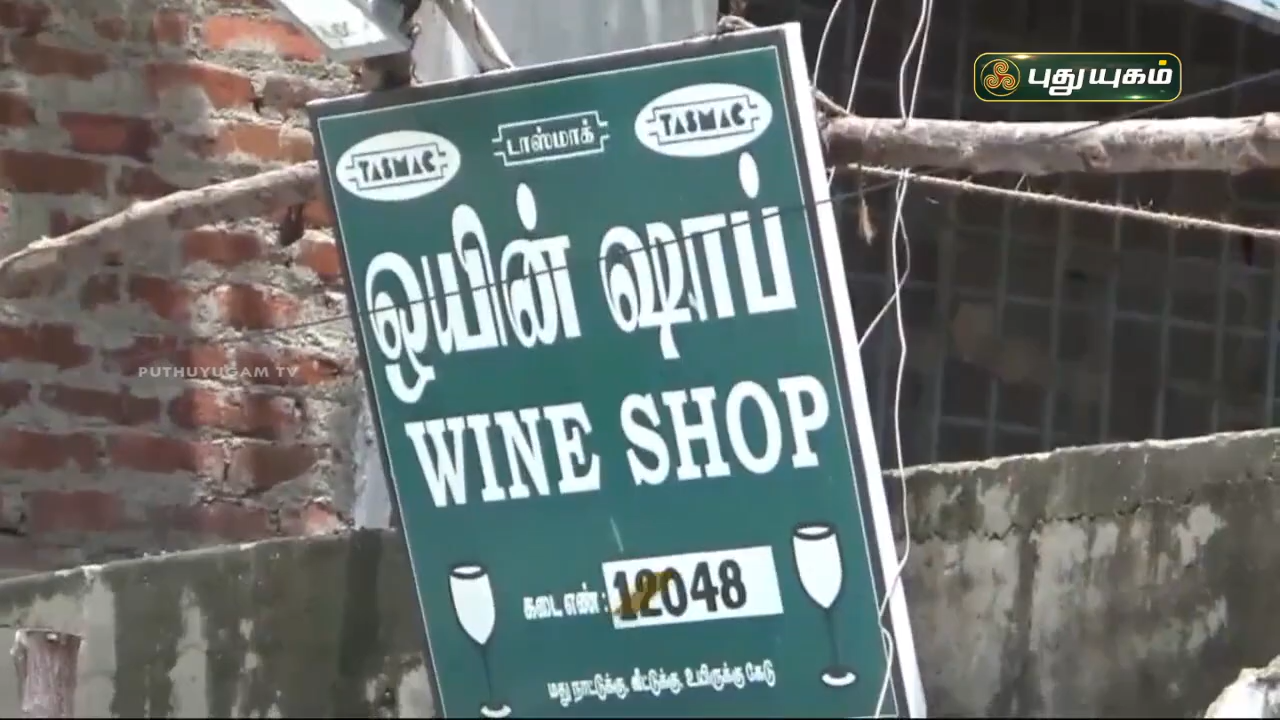 புதுயுகம்
TASMAC டாஸ்மாக் TASMAC
ஒயின் ஷாப்
PUTHUYUGAM TV
WINE SHOP
கடை எண் : 12048
மது நாட்டுக்கு, வீட்டுக்கு, உயிருக்கு கேடு